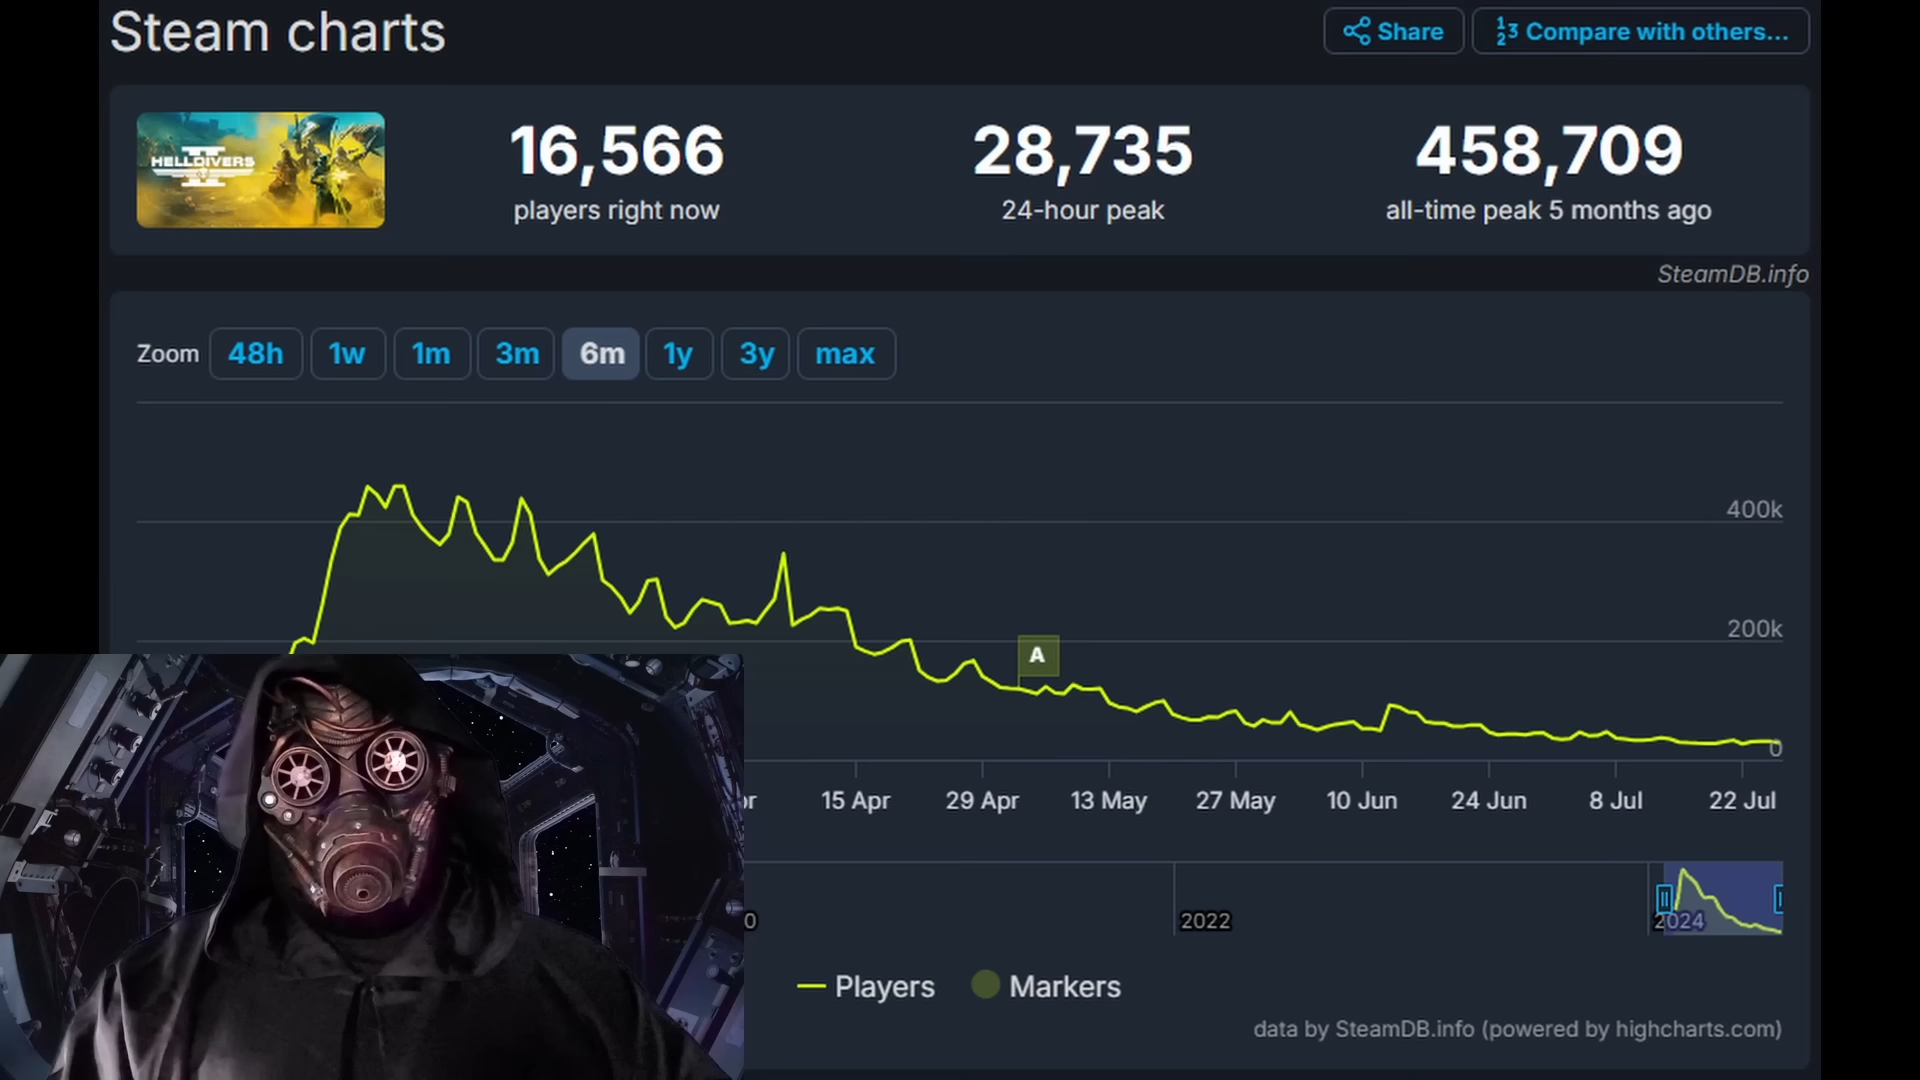 Steam charts
Share
Compare with others...
HELLDIVERS
II
16,566
players right now
28,735
24-hour peak
458,709
all-time peak 5 months ago
SteamDB.info
Zoom 48h 1w 1m 3m 6m 1y 3y max
400k
200k
A
0
15 Apr 29 Apr 13 May 27 May 10 Jun 24 Jun 8 Jul 22 Jul
2022 2024
Players Markers
data by SteamDB.info (powered by highcharts.com)